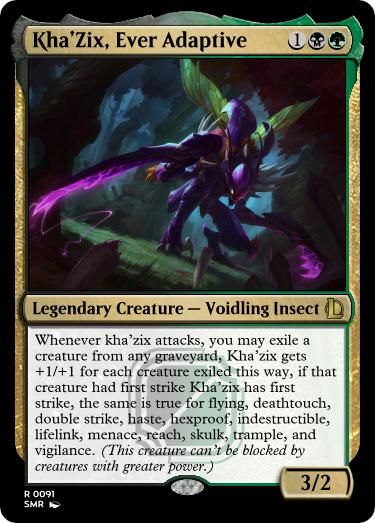 Kha'Zix, Ever Adaptive 1
Legendary Creature — Voidling Insect
Whenever kha'zix attacks, you may exile a
creature from any graveyard, Kha'zix gets
+1/+1 for each creature exiled this way, if that
creature had first strike Kha'zix has first
strike, the same is true for flying, deathtouch,
double strike, haste, hexproof, indestructible,
lifelink, menace, reach, skulk, trample, and
vigilance. (This creature can't be blocked by
creatures with greater power.)
3/2
R 0091
SMR